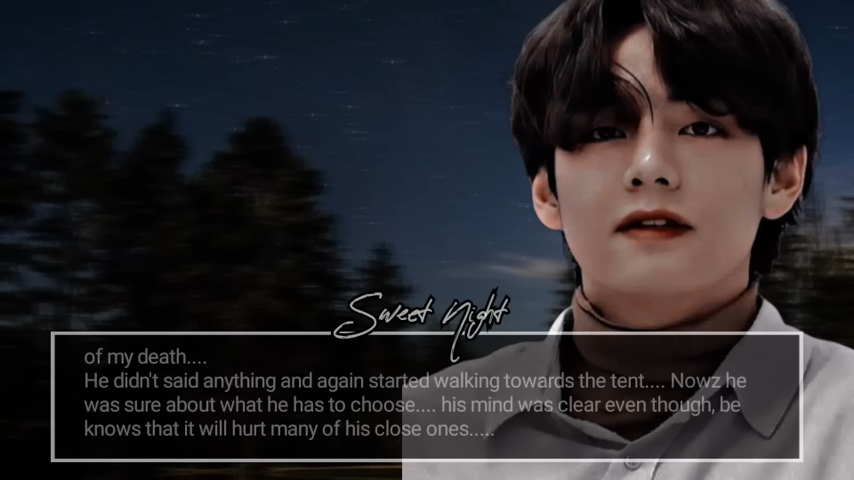 Sweet Night
of my death....
He didn't said anything and again started walking towards the tent.... Nowz he
was sure about what he has to choose.... his mind was clear even though, be
knows that it will hurt many of his close ones.....